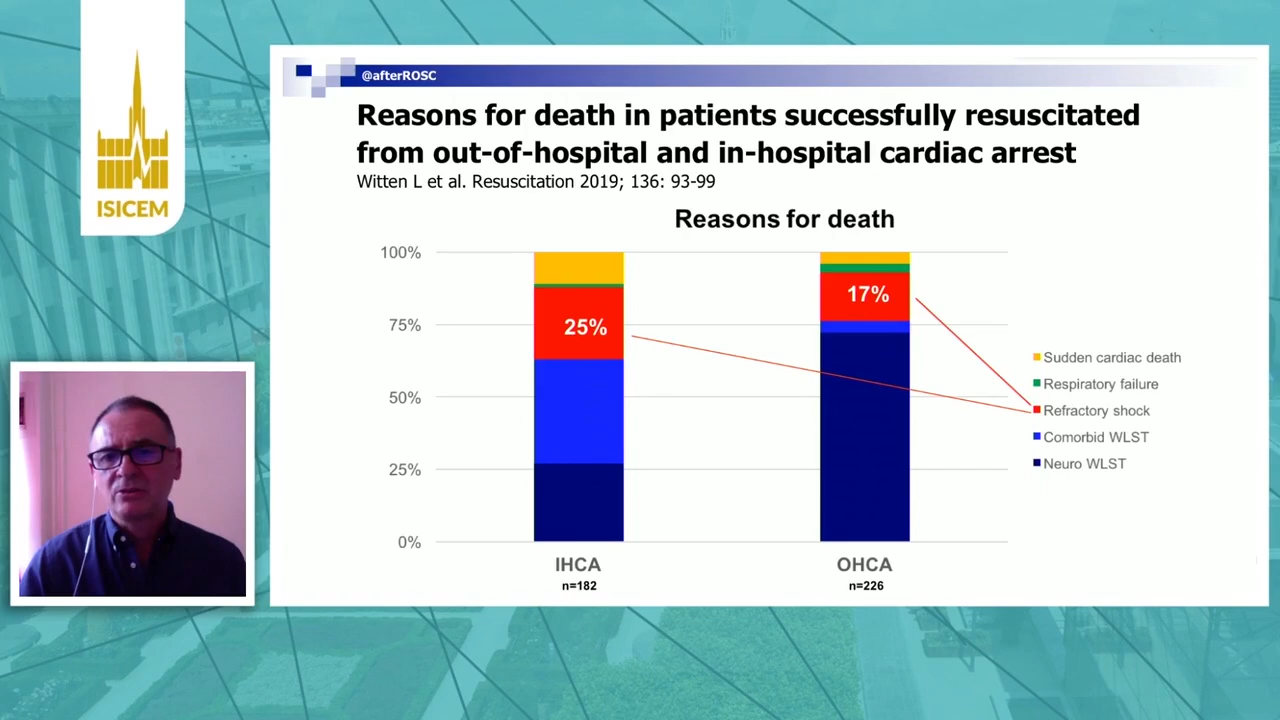 ISICEM
@afterROSC
Reasons for death in patients successfully resuscitated
from out-of-hospital and in-hospital cardiac arrest
Witten L et al. Resuscitation 2019; 136: 93-99
Reasons for death
100%
75%
50%
25%
0%
25%
17%
IHCA
n=182
OHCA
n=226
Sudden cardiac death
Respiratory failure
Refractory shock
Comorbid WLST
Neuro WLST